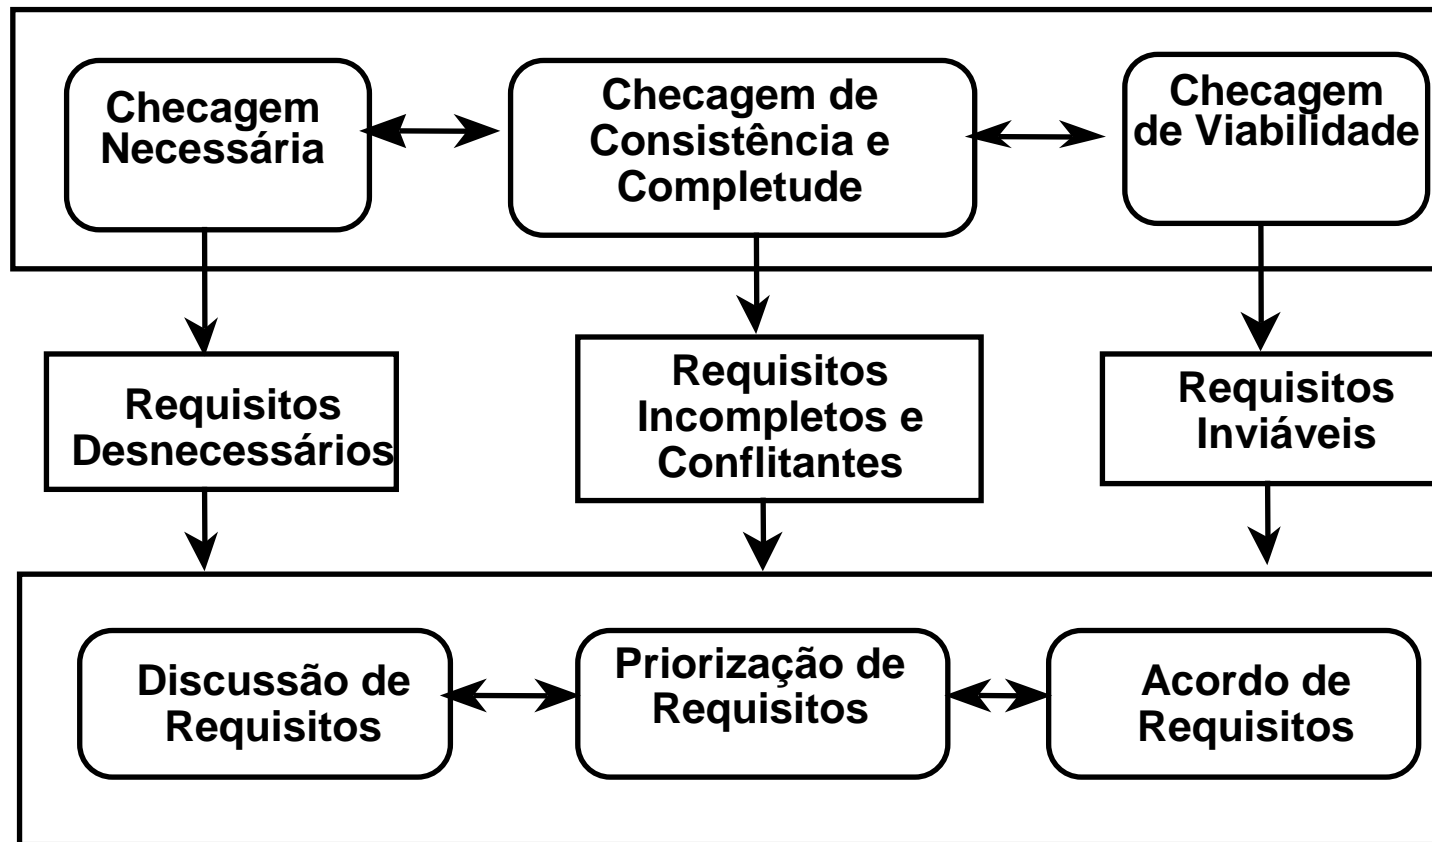 Checagem
Necessária
Checagem de
Consistência e
Completude
Checagem
de Viabilidade
Requisitos
Desnecessários
Requisitos
Incompletos e
Conflitantes
Requisitos
Inviáveis
Discussão de
Requisitos
Priorização de
Requisitos
Acordo de
Requisitos